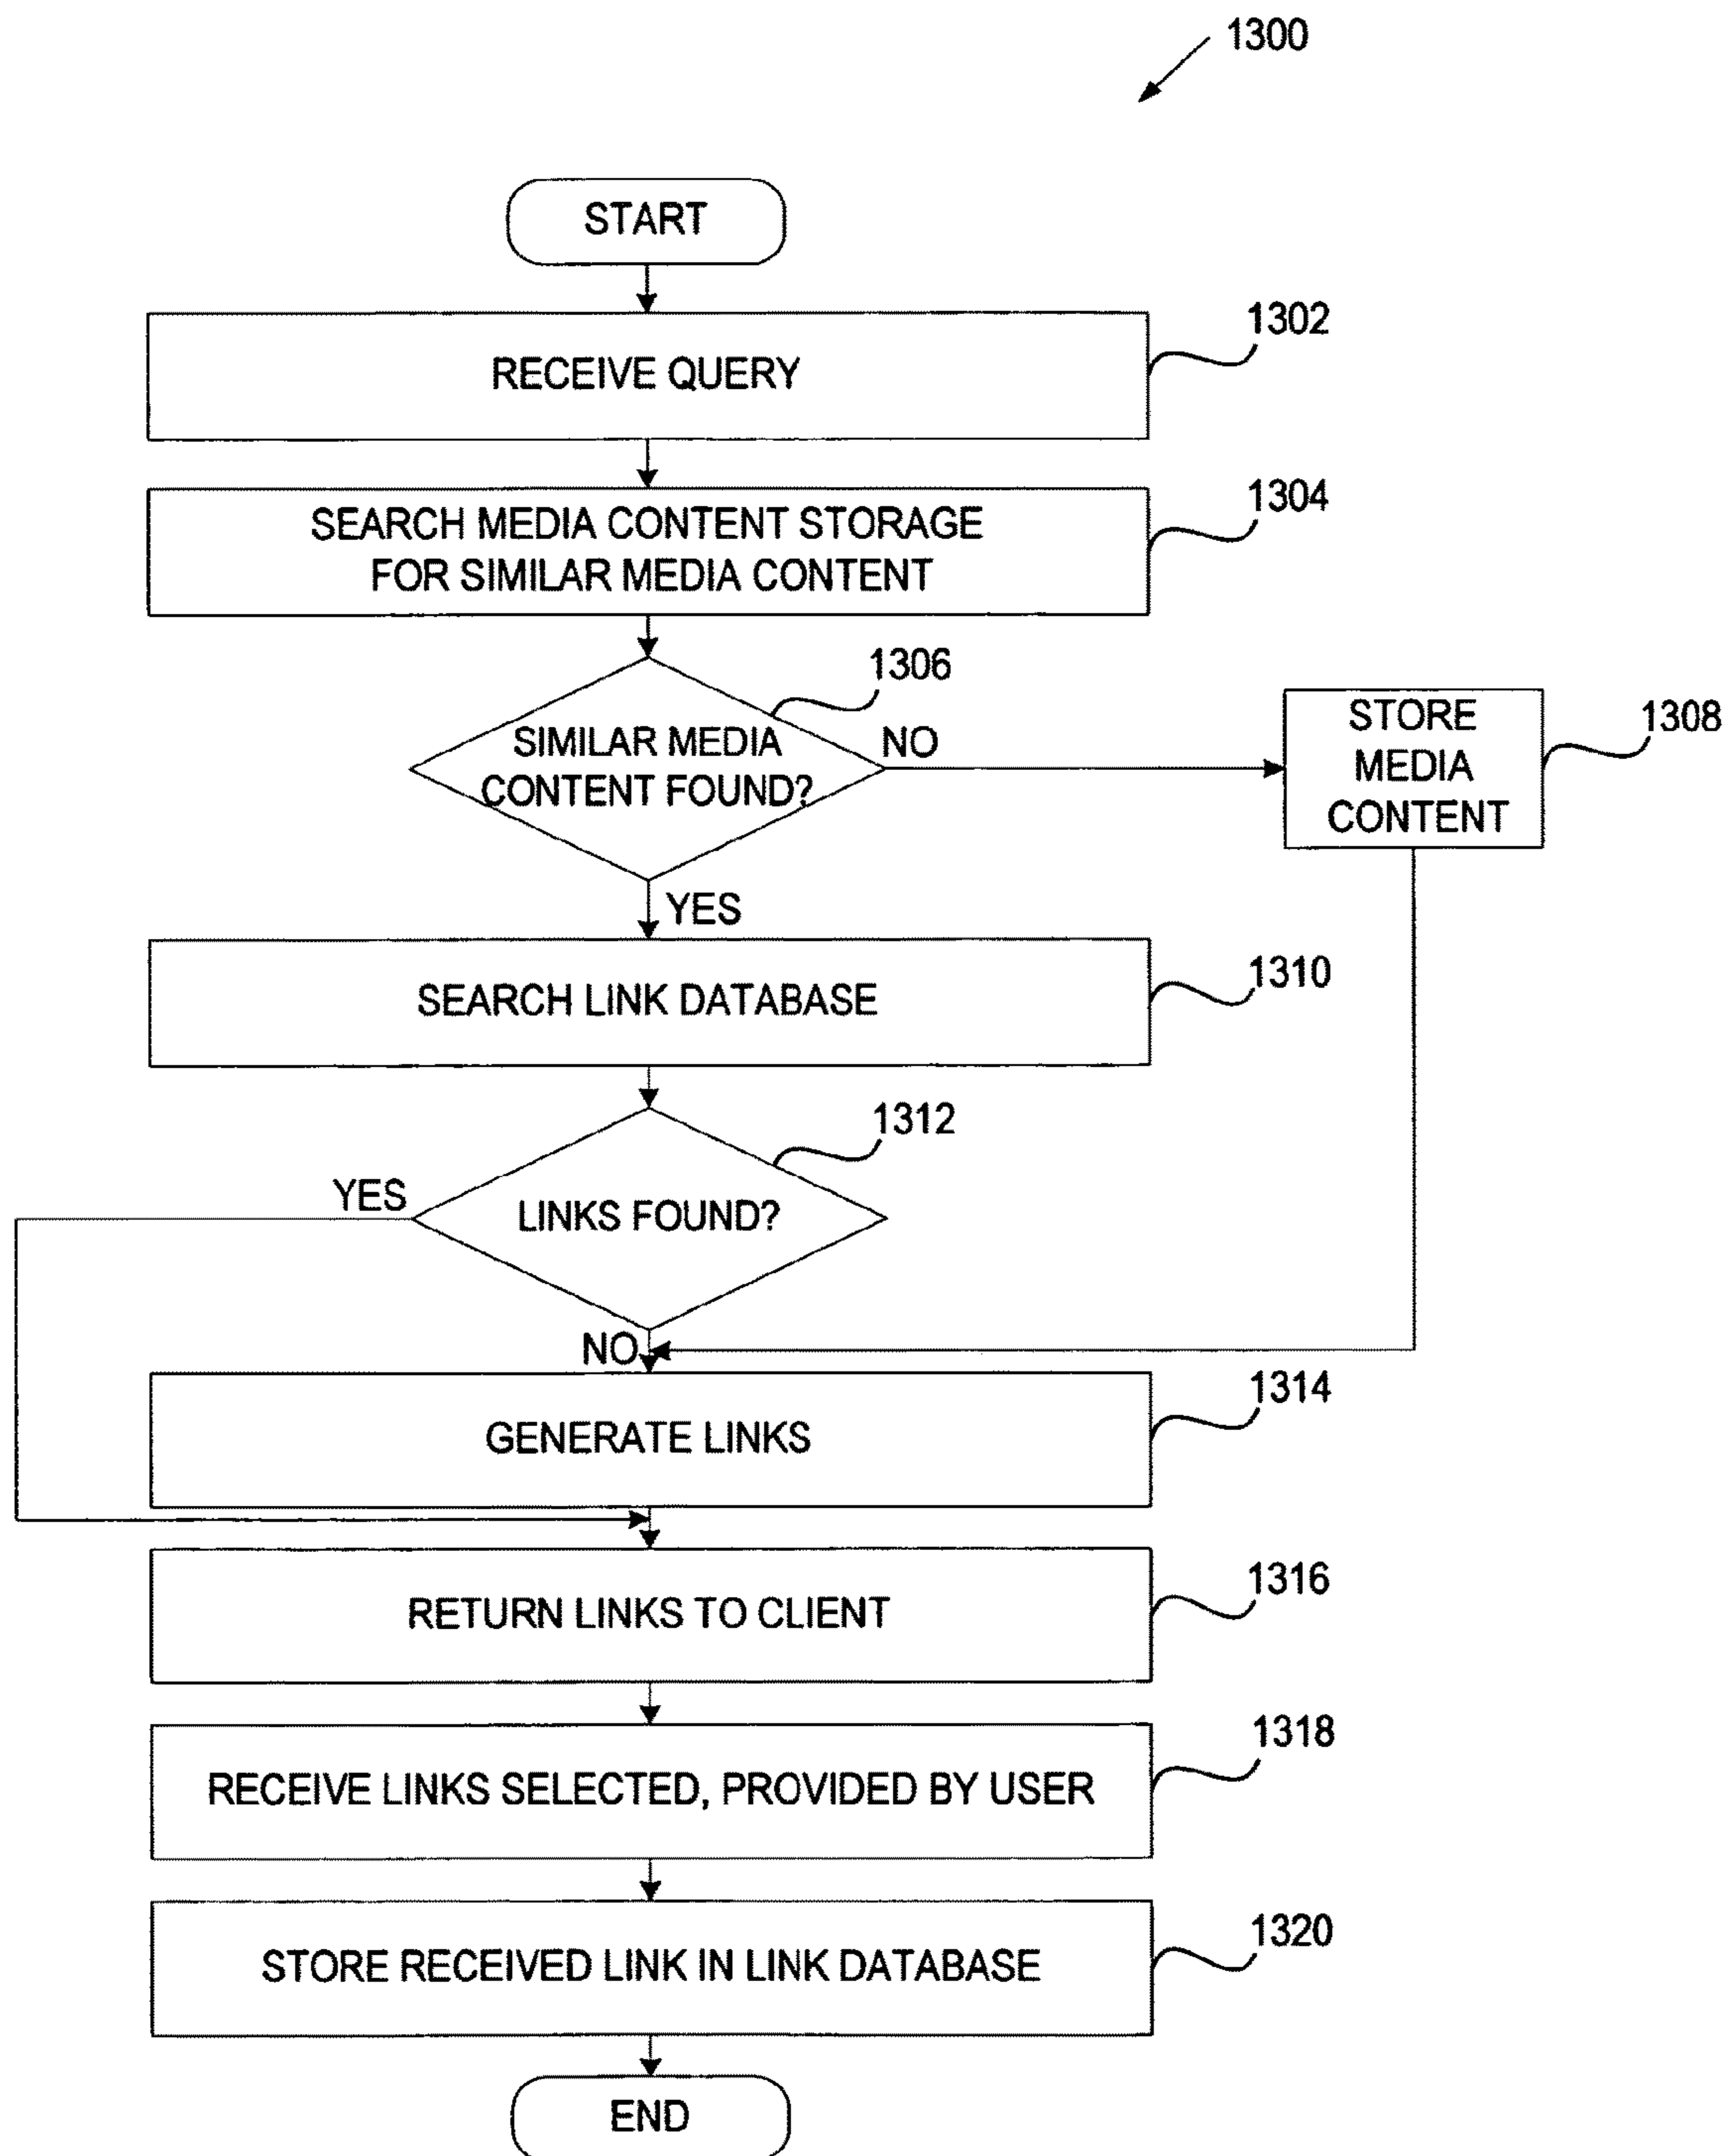 1300
START
RECEIVE QUERY
1302
SEARCH MEDIA CONTENT STORAGE
FOR SIMILAR MEDIA CONTENT
1304
SIMILAR MEDIA
CONTENT FOUND?
1306
NO
STORE
MEDIA
CONTENT
1308
YES
SEARCH LINK DATABASE
1310
LINKS FOUND?
1312
YES
NO
GENERATE LINKS
1314
RETURN LINKS TO CLIENT
1316
RECEIVE LINKS SELECTED, PROVIDED BY USER
1318
STORE RECEIVED LINK IN LINK DATABASE
1320
END